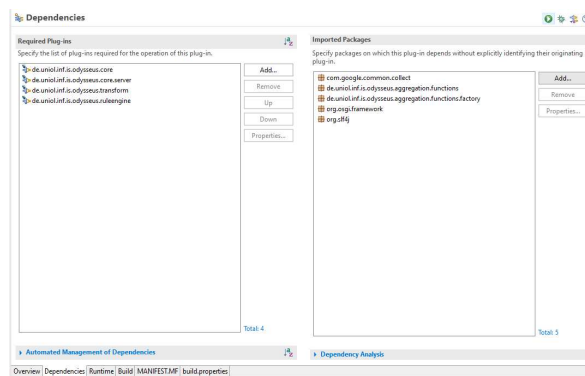 Dependencies
Required Plug-ins
Specify the list of plug-ins required for the operation of this plug-in.
de.uniol.inf.is.odysseus.core
de.uniol.inf.is.odysseus.core.server
de.uniol.inf.is.odysseus.transform
de.uniol.inf.is.odysseus.ruleengine
Add...
Remove
Up
Down
Properties...
Total: 4
Automated Management of Dependencies
Imported Packages
Specify packages on which this plug-in depends without explicitly identifying their originating
plug-in.
com.google.common.collect
de.uniol.inf.is.odysseus.aggregation.functions
de.uniol.inf.is.odysseus.aggregation.functions.factory
org.osgi.framework
org.slf4j
Add...
Remove
Properties...
Total: 5
Dependency Analysis
Overview Dependencies Runtime Build MANIFEST.MF build.properties